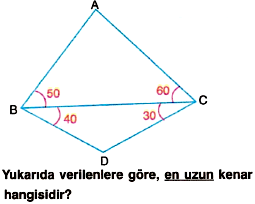 A
50
60
B
C
40
30
D
Yukarıda verilenlere göre, en uzun kenar
hangisidir?